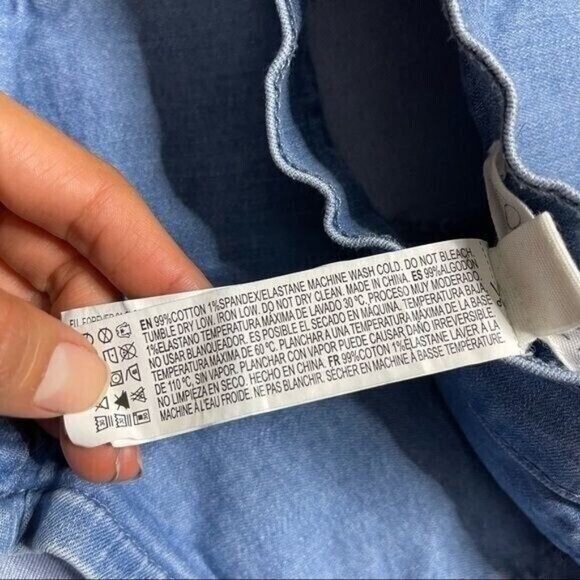 EU FOREVER
EN 99%COTTON 1%SPANDEX/ELASTANE MACHINE WASH COLD. DO NOT BLEACH.
TUMBLE DRY LOW. IRON LOW. DO NOT DRY CLEAN. MADE IN CHINA. ES 99%ALGODÓN
1%ELASTANO TEMPERATURA MÁXIMA DE LAVADO 30 ºC. PROCESO MUY MODERADO.
NO USAR BLANQUEADOR. ES POSIBLE EL SECADO EN MÁQUINA, TEMPERATURA BAJA,
TEMPERATURA MÁXIMA DE 60 ºC. PLANCHAR A UNA TEMPERATURA MÁXIMA DE LA BASE
DE 110 ºC, SIN VAPOR. PLANCHAR CON VAPOR PUEDE CAUSAR DAÑO IRREVERSIBLE.
NO LIMPIEZA EN SECO. HECHO EN CHINA. FR 99%COTON 1%ELASTANE LAVER À LA
MACHINE À L'EAU FROIDE. NE PAS BLANCHIR. SÉCHER EN MACHINE À BASSE TEMPÉRATURE.